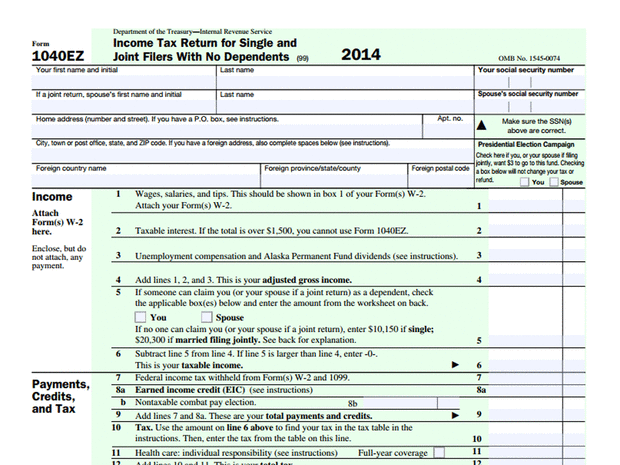 Department of the Treasury—Internal Revenue Service
Form
1040EZ
Income Tax Return for Single and
Joint Filers With No Dependents (99)
2014
OMB No. 1545-0074
Your first name and initial
Last name
Your social security number
If a joint return, spouse's first name and initial
Last name
Spouse's social security number
Home address (number and street). If you have a P.O. box, see instructions.
Apt. no.
▲ Make sure the SSN(s)
above are correct.
City, town or post office, state, and ZIP code. If you have a foreign address, also complete spaces below (see instructions).
Presidential Election Campaign
Check here if you, or your spouse if filing
jointly, want $3 to go to this fund. Checking
a box below will not change your tax or
refund.
You
Spouse
Foreign country name
Foreign province/state/county
Foreign postal code
Income
Attach
Form(s) W-2
here.
Enclose, but do
not attach, any
payment.
1 Wages, salaries, and tips. This should be shown in box 1 of your Form(s) W-2.
Attach your Form(s) W-2. 1
2 Taxable interest. If the total is over $1,500, you cannot use Form 1040EZ. 2
3 Unemployment compensation and Alaska Permanent Fund dividends (see instructions). 3
4 Add lines 1, 2, and 3. This is your adjusted gross income. 4
5 If someone can claim you (or your spouse if a joint return) as a dependent, check
the applicable box(es) below and enter the amount from the worksheet on back.
You
Spouse
If no one can claim you (or your spouse if a joint return), enter $10,150 if single;
$20,300 if married filing jointly. See back for explanation. 5
6 Subtract line 5 from line 4. If line 5 is larger than line 4, enter -0-.
This is your taxable income. ▶ 6
Payments,
Credits,
and Tax
7 Federal income tax withheld from Form(s) W-2 and 1099. 7
8a Earned income credit (EIC) (see instructions) 8a
b Nontaxable combat pay election. 8b
9 Add lines 7 and 8a. These are your total payments and credits. ▶ 9
10 Tax. Use the amount on line 6 above to find your tax in the tax table in the
instructions. Then, enter the tax from the table on this line. 10
11 Health care: individual responsibility (see instructions) Full-year coverage 11
12 Add lines 10 and 11. This is your total tax. 12